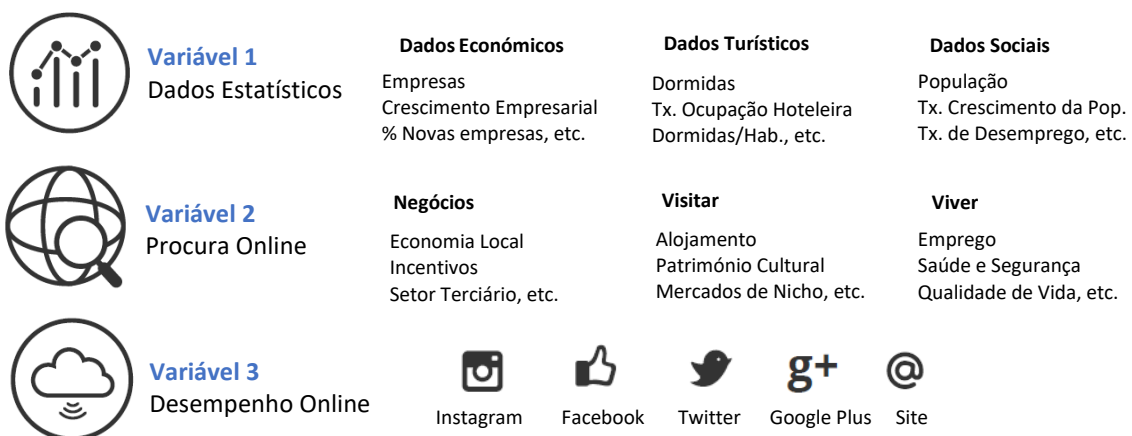 Variável 1
Dados Estatísticos
Dados Económicos
Empresas
Crescimento Empresarial
% Novas empresas, etc.
Dados Turísticos
Dormidas
Tx. Ocupação Hoteleira
Dormidas/Hab., etc.
Dados Sociais
População
Tx. Crescimento da Pop.
Tx. de Desemprego, etc.
Variável 2
Procura Online
Negócios
Economia Local
Incentivos
Setor Terciário, etc.
Visitar
Alojamento
Património Cultural
Mercados de Nicho, etc.
Viver
Emprego
Saúde e Segurança
Qualidade de Vida, etc.
Variável 3
Desempenho Online
g+
@
Instagram
Facebook
Twitter
Google Plus
Site